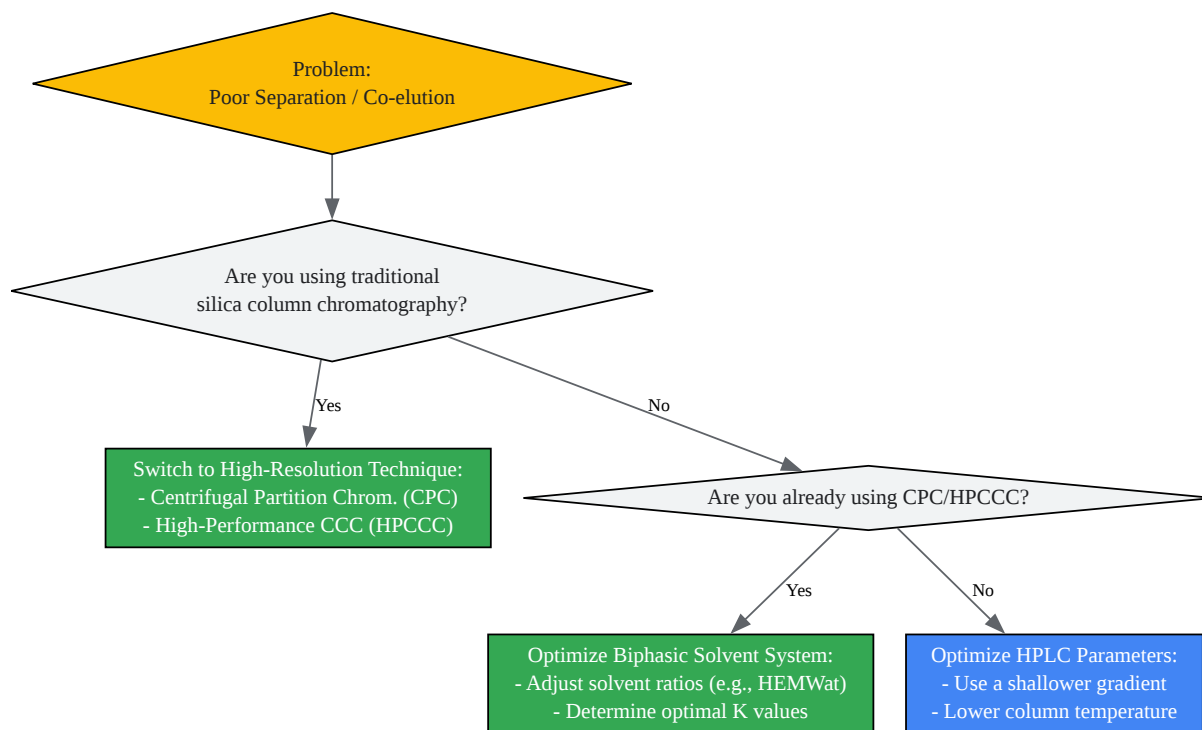 Problem:
Poor Separation / Co-elution
Are you using traditional
silica column chromatography?
Yes
No
Switch to High-Resolution Technique:
- Centrifugal Partition Chrom. (CPC)
- High-Performance CCC (HPCCC)
Are you already using CPC/HPCCC?
Yes
No
Optimize Biphasic Solvent System:
- Adjust solvent ratios (e.g., HEMWat)
- Determine optimal K values
Optimize HPLC Parameters:
- Use a shallower gradient
- Lower column temperature